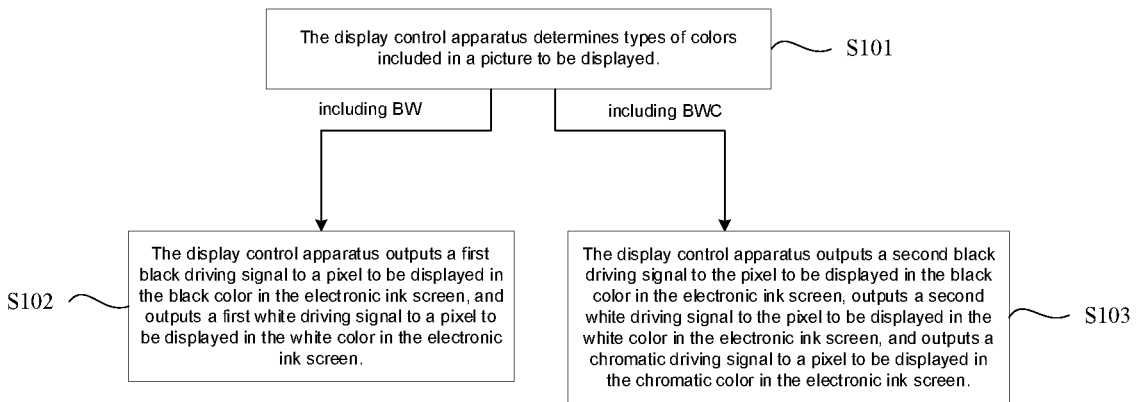 The display control apparatus determines types of colors
included in a picture to be displayed.
S101
including BW
including BWC
The display control apparatus outputs a first
black driving signal to a pixel to be displayed in
the black color in the electronic ink screen, and
outputs a first white driving signal to a pixel to
be displayed in the white color in the electronic
ink screen.
S102
The display control apparatus outputs a second black
driving signal to the pixel to be displayed in the black
color in the electronic ink screen, outputs a second
white driving signal to the pixel to be displayed in the
white color in the electronic ink screen, and outputs
a chromatic driving signal to a pixel to be displayed in
the chromatic color in the electronic ink screen.
S103